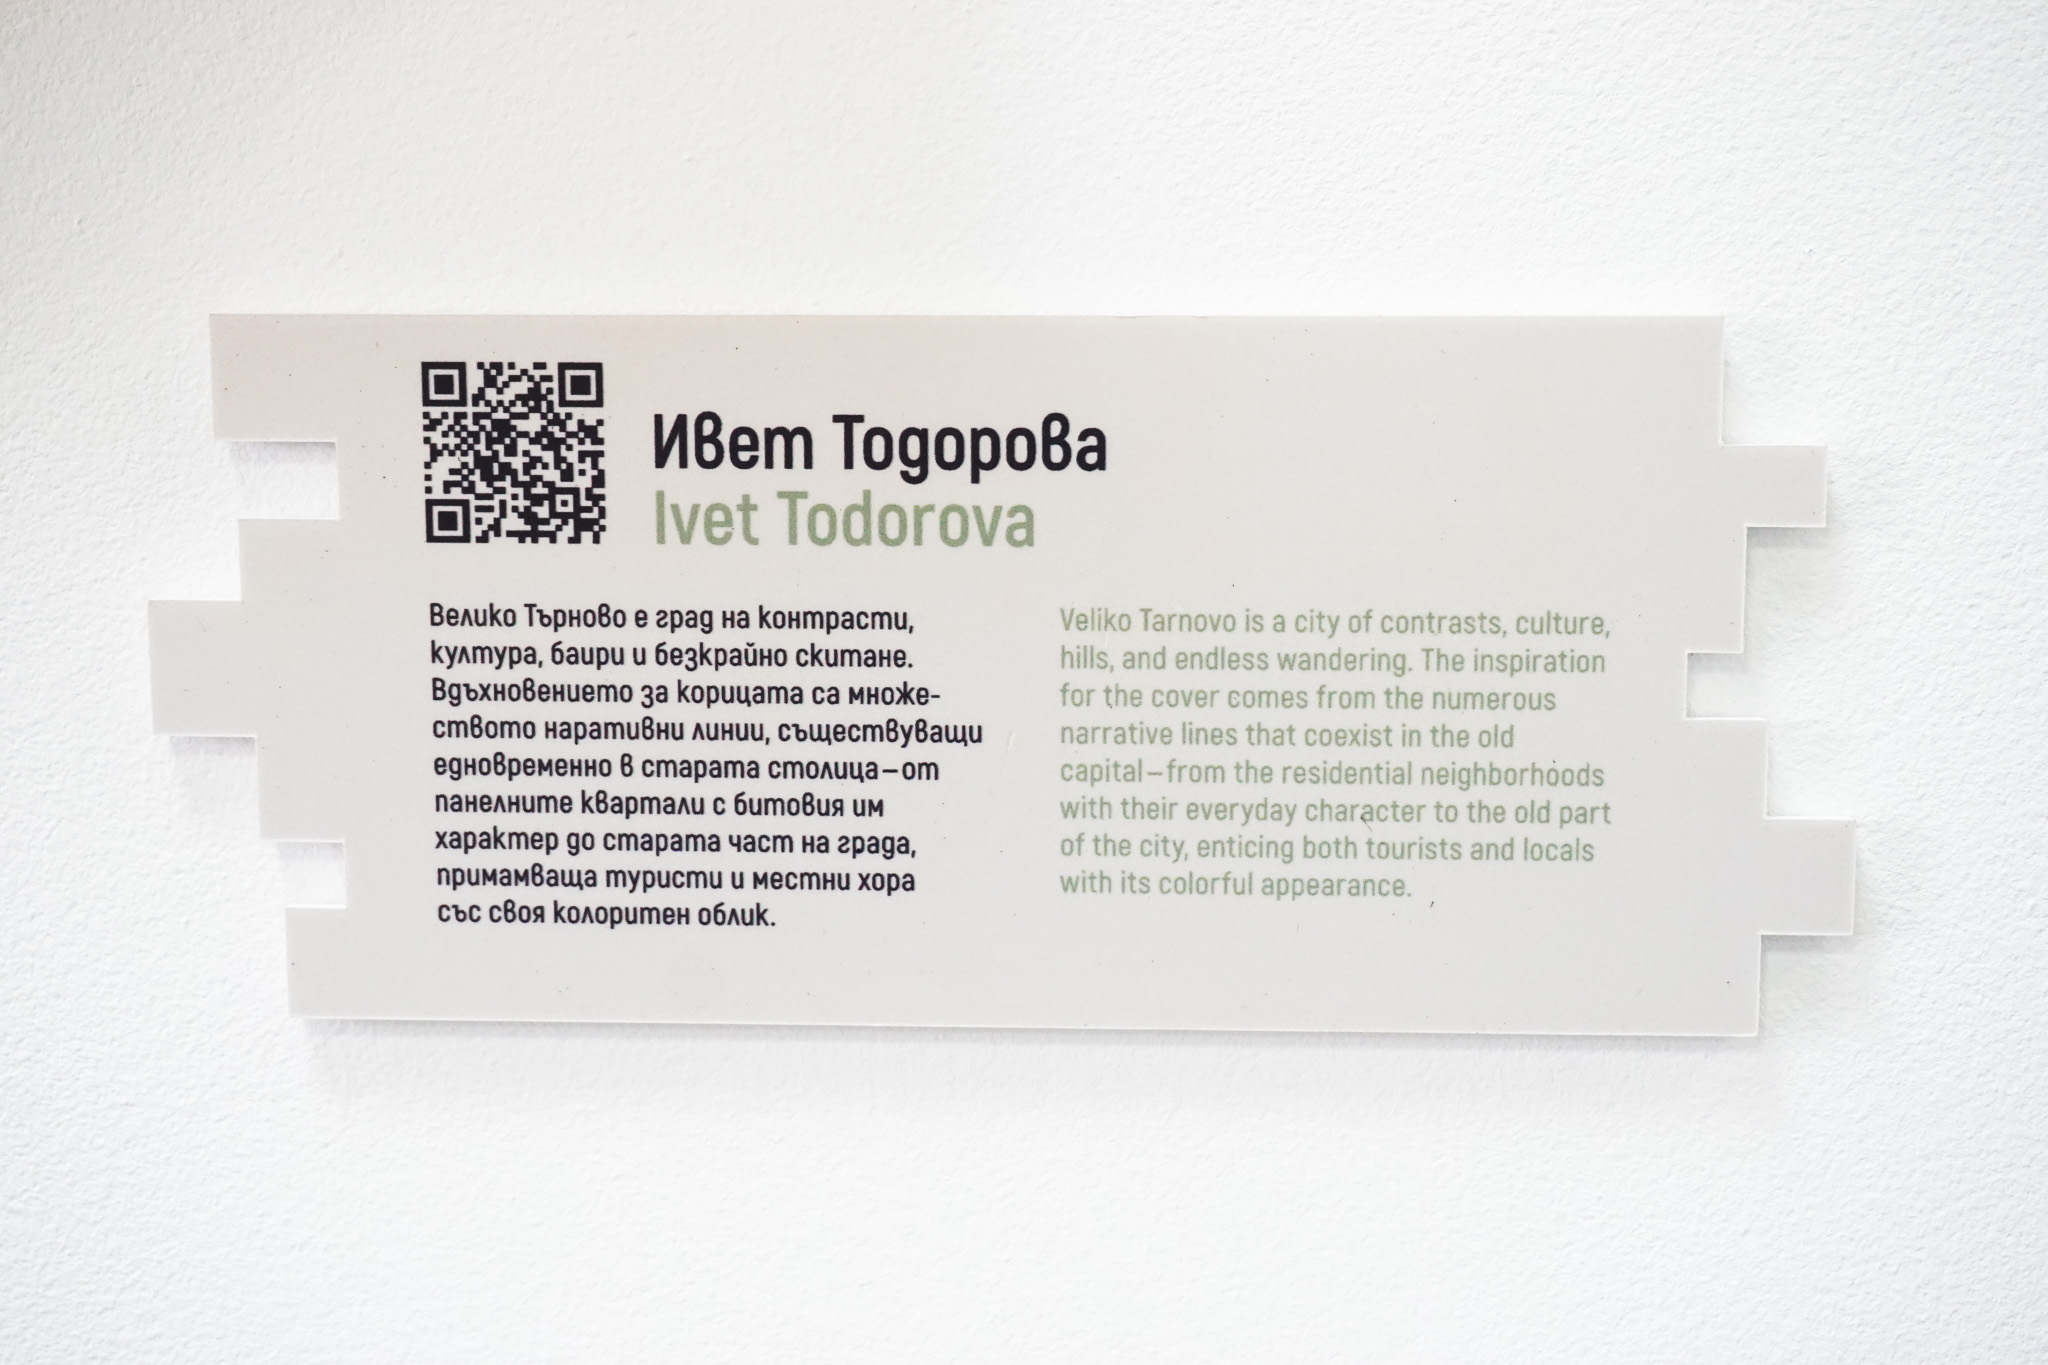 Ивет Тодорова
Ivet Todorova
Велико Търново е град на контрасти,
култура, баири и безкрайно скитане.
Вдъхновението за корицата са множе-
ството наративни линии, съществуващи
едновременно в старата столица–от
панелните квартали с битовия им
характер до старата част на града,
примамваща туристи и местни хора
със своя колоритен облик.
Veliko Tarnovo is a city of contrasts, culture,
hills, and endless wandering. The inspiration
for the cover comes from the numerous
narrative lines that coexist in the old
capital–from the residential neighborhoods
with their everyday character to the old part
of the city, enticing both tourists and locals
with its colorful appearance.